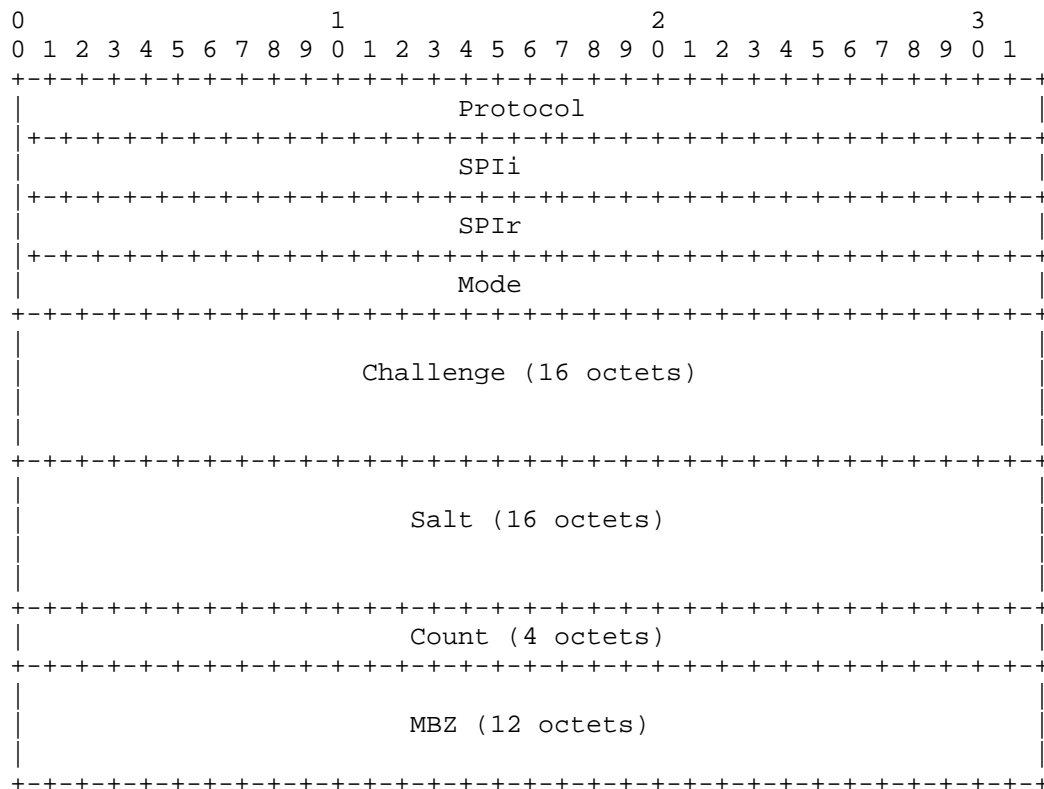 0                   1                   2                   3
0 1 2 3 4 5 6 7 8 9 0 1 2 3 4 5 6 7 8 9 0 1 2 3 4 5 6 7 8 9 0 1
+-+-+-+-+-+-+-+-+-+-+-+-+-+-+-+-+-+-+-+-+-+-+-+-+-+-+-+-+-+-+-+-+
|                           Protocol                            |
|+-+-+-+-+-+-+-+-+-+-+-+-+-+-+-++-+-+-+-+-+-+-+-+-+-+-+-+-+-+-+-+
|                           SPIi                                |
|+-+-+-+-+-+-+-+-+-+-+-+-+-+-+-++-+-+-+-+-+-+-+-+-+-+-+-+-+-+-+-+
|                           SPIr                                |
|+-+-+-+-+-+-+-+-+-+-+-+-+-+-+-++-+-+-+-+-+-+-+-+-+-+-+-+-+-+-+-+
|                           Mode                                |
+-+-+-+-+-+-+-+-+-+-+-+-+-+-+-+-+-+-+-+-+-+-+-+-+-+-+-+-+-+-+-+-+
|                                                               |
|                     Challenge (16 octets)                     |
|                                                               |
|                                                               |
+-+-+-+-+-+-+-+-+-+-+-+-+-+-+-+-+-+-+-+-+-+-+-+-+-+-+-+-+-+-+-+-+
|                                                               |
|                        Salt (16 octets)                       |
|                                                               |
|                                                               |
+-+-+-+-+-+-+-+-+-+-+-+-+-+-+-+-+-+-+-+-+-+-+-+-+-+-+-+-+-+-+-+-+
|                        Count (4 octets)                       |
+-+-+-+-+-+-+-+-+-+-+-+-+-+-+-+-+-+-+-+-+-+-+-+-+-+-+-+-+-+-+-+-+
|                                                               |
|                        MBZ (12 octets)                        |
|                                                               |
+-+-+-+-+-+-+-+-+-+-+-+-+-+-+-+-+-+-+-+-+-+-+-+-+-+-+-+-+-+-+-+-+